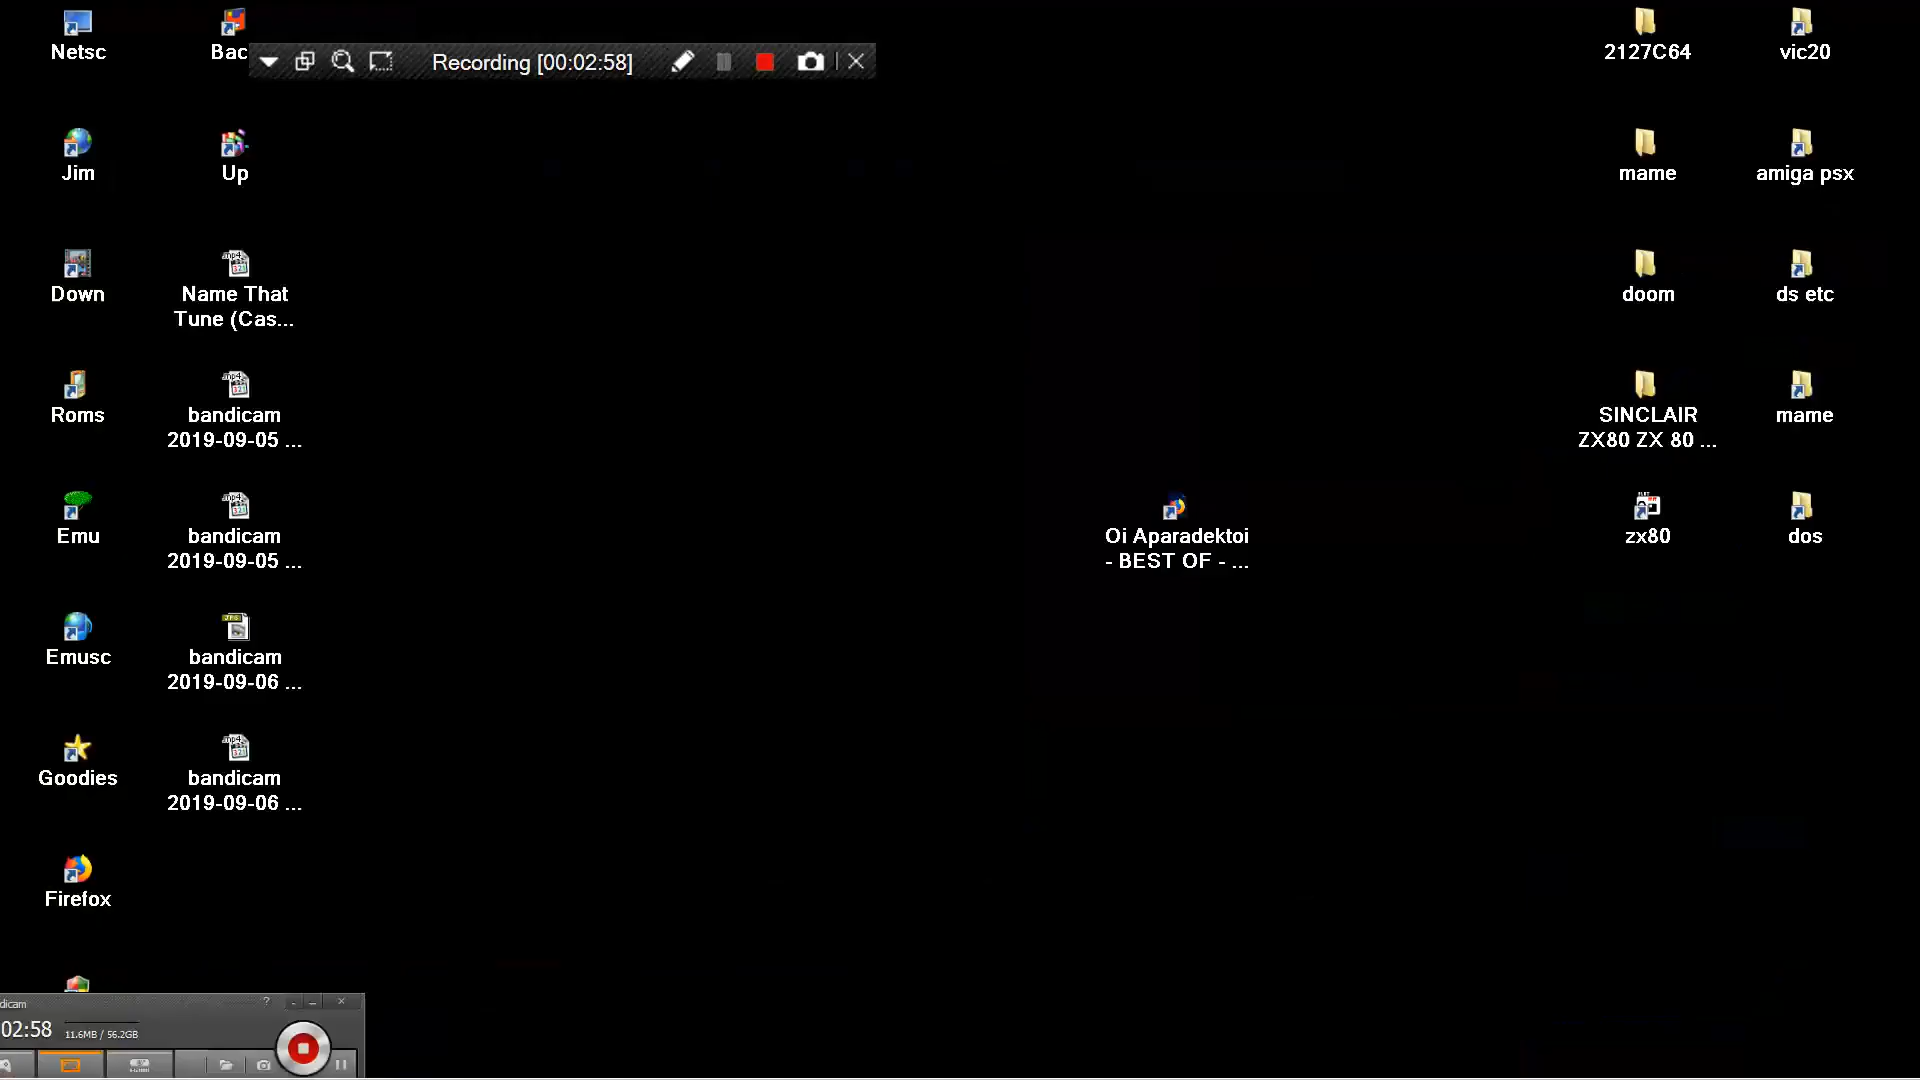 Netsc
Bac
Recording [00:02:58]
2127C64
vic20
Jim
Up
mame
amiga psx
Down
Name That
Tune (Cas...
doom
ds etc
Roms
bandicam
2019-09-05 ...
SINCLAIR
ZX80 ZX 80 ...
mame
Emu
bandicam
2019-09-05 ...
Oi Aparadektoi
- BEST OF - ...
zx80
dos
Emusc
bandicam
2019-09-06 ...
Goodies
bandicam
2019-09-06 ...
Firefox
dicam
02:58
11.6MB / 56.2GB